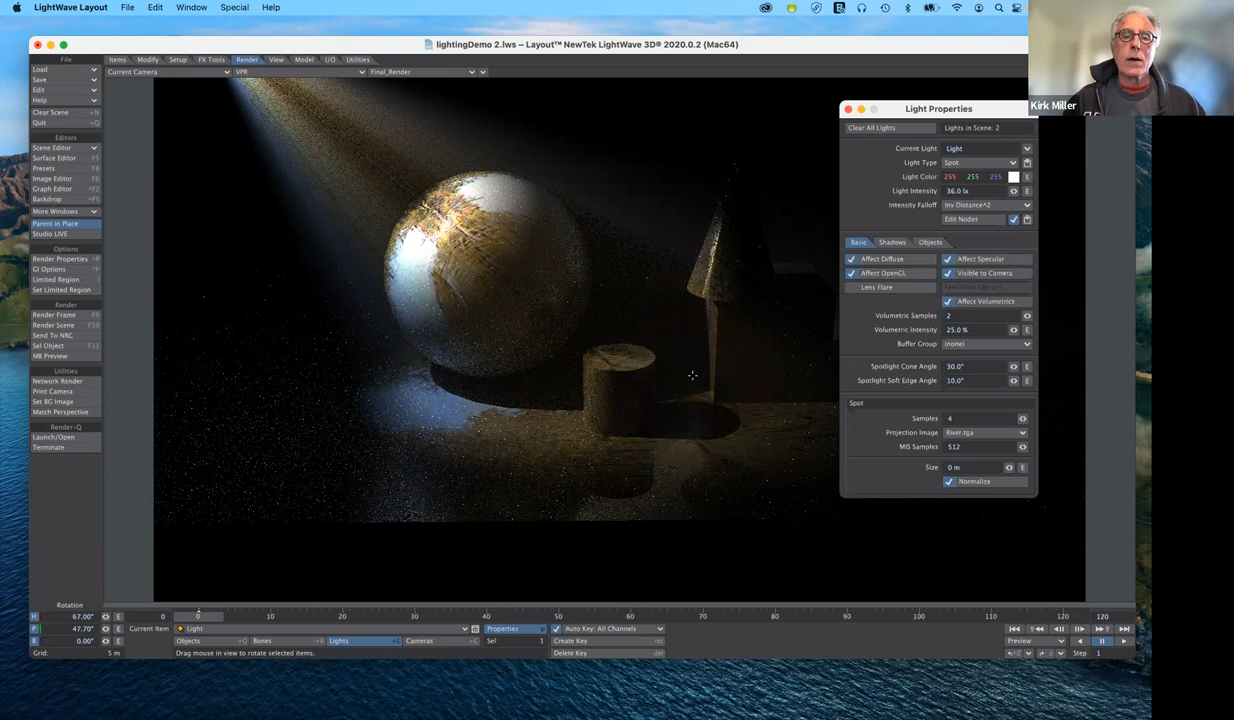 LightWave Layout File Edit Window Special Help
lightingDemo 2.lws – Layout™ NewTek LightWave 3D® 2020.0.2 (Mac64)
File
Items Modify Setup FX Tools Render View Model I/O Utilities
Load
Current Camera VPR Final_Render
Save
Edit
Help
Clear Scene
Quit
Editors
Scene Editor
Surface Editor F5
Presets F8
Image Editor F6
Graph Editor ^F2
Backdrop ^F5
More Windows
Parent in Place
Studio LIVE
Options
Render Properties ^P
GI Options ^F
Limited Region
Set Limited Region
Render
Render Frame F9
Render Scene F10
Send To NRC
Sel Object F11
MB Preview
Utilities
Network Render
Print Camera
Set BG Image
Match Perspective
Render-Q
Launch/Open
Terminate
Light Properties
Clear All Lights Lights in Scene: 2
Current Light Light
Light Type Spot
Light Color 255 255 255 E
Light Intensity 36.0 lx E
Intensity Falloff Inv Distance^2
Edit Nodes
Basic Shadows Objects
Affect Diffuse Affect Specular
Affect OpenGL Visible to Camera
Lens Flare
Affect Volumetrics
Volumetric Samples 2
Volumetric Intensity 25.0 % E
Buffer Group (none)
Spotlight Cone Angle 30.0° E
Spotlight Soft Edge Angle 10.0° E
Spot
Samples 4
Projection Image River.tga
MIS Samples 512
Size 0 m E
Normalize
Kirk Miller
Rotation
H 67.00° E 0 0 10 20 30 40 50 60 70 80 90 100 110 120 120
P 47.70° E Current Item Light Properties Auto Key: All Channels
B 0.00° E Objects +O Bones Lights +L Cameras Sel: 1 Create Key ret Preview
Grid: 5 m Drag mouse in view to rotate selected items. Delete Key del Step 1